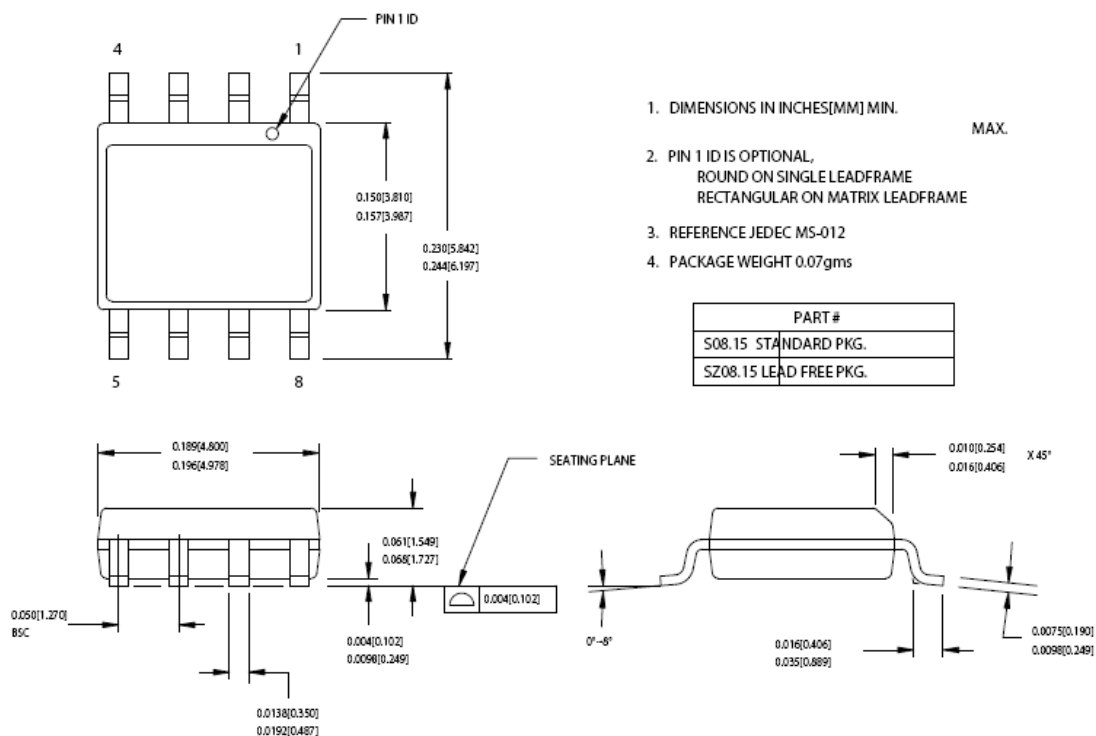 PIN 1 ID
4
1
0.150[3.810]
0.157[3.987]
0.230[5.842]
0.244[6.197]
5
8
1. DIMENSIONS IN INCHES[MM] MIN.
MAX.
2. PIN 1 ID IS OPTIONAL,
ROUND ON SINGLE LEADFRAME
RECTANGULAR ON MATRIX LEADFRAME
3. REFERENCE JEDEC MS-012
4. PACKAGE WEIGHT 0.07gms
PART #
S08.15 STANDARD PKG.
SZ08.15 LEAD FREE PKG.
0.189[4.800]
0.196[4.978]
SEATING PLANE
0.010[0.254]
0.016[0.406]
X 45°
0.061[1.549]
0.068[1.727]
0.004[0.102]
0.050[1.270]
BSC
0.004[0.102]
0.0098[0.249]
0°~8°
0.016[0.406]
0.035[0.889]
0.0075[0.190]
0.0098[0.249]
0.0138[0.350]
0.0192[0.487]